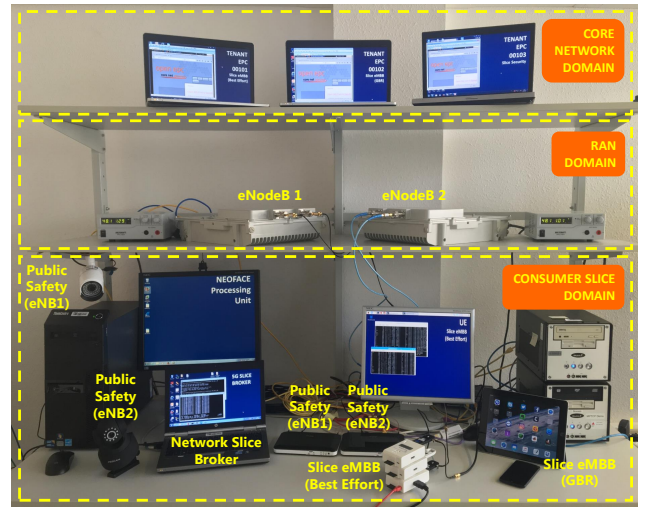 CORE
NETWORK
DOMAIN
TENANT
EPC
00101
Slice eMBB
(Best Effort)
TENANT
EPC
00102
Slice eMBB
(GBR)
TENANT
EPC
00103
Slice Security
RAN
DOMAIN
eNodeB 1
eNodeB 2
CONSUMER SLICE
DOMAIN
Public
Safety
(eNB1)
NEOFACE
Processing
Unit
UE
Slice eMBB
(Best Effort)
Public
Safety
(eNB2)
5G SLICE
BROKER
Network Slice
Broker
Public
Safety
(eNB1)
Public
Safety
(eNB2)
Slice eMBB
(Best Effort)
Slice eMBB
(GBR)